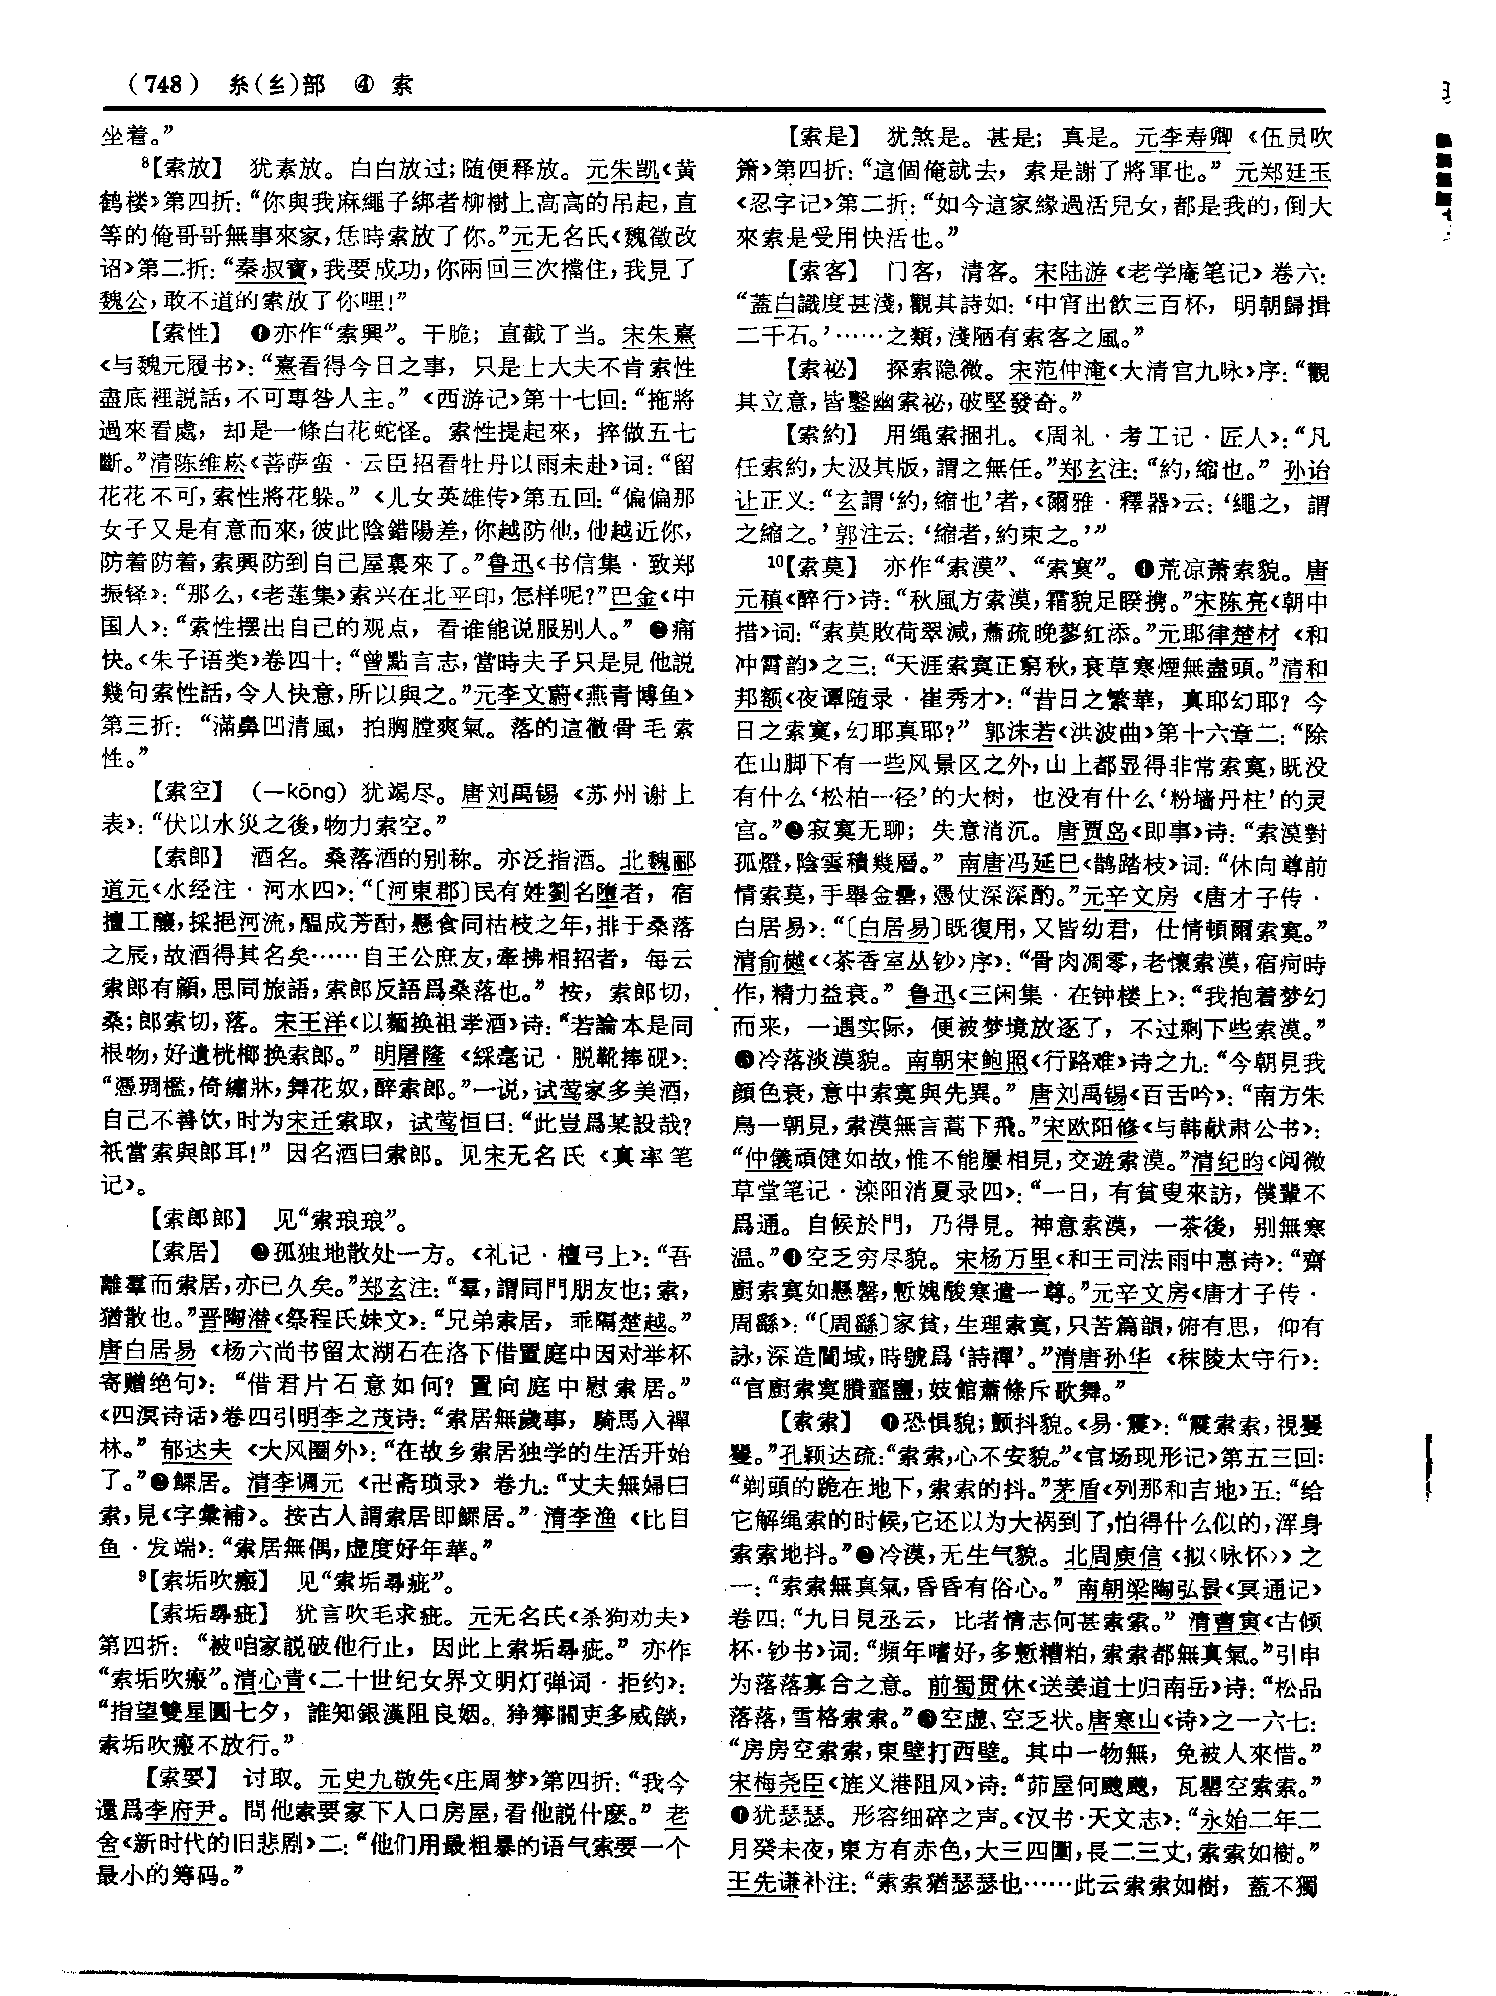 (748) 糸(纟)部 ④ 索
坐着。”
⁸【索放】 犹素放。白白放过；随便释放。元朱凯《黄
鹤楼》第四折：“你與我麻繩子綁者柳樹上高高的吊起，直
等的俺哥哥無事來家，恁時索放了你。”元无名氏《魏徵改
诏》第二折：“秦叔寶，我要成功，你兩回三次擋住，我見了
魏公，敢不道的索放了你哩！”
【索性】 ❶亦作“索興”。干脆；直截了当。宋朱熹
《与魏元履书》：“熹看得今日之事，只是士大夫不肯索性
盡底裡説話，不可專咎人主。”《西游记》第十七回：“拖將
過來看處，却是一條白花蛇怪。索性提起來，捽做五七
斷。”清陈维崧《菩萨蛮·云臣招看牡丹以雨未赴》词：“留
花花不可，索性將花躲。”《儿女英雄传》第五回：“偏偏那
女子又是有意而來，彼此陰錯陽差，你越防他，他越近你，
防着防着，索興防到自己屋裏來了。”鲁迅《书信集·致郑
振铎》：“那么，《老莲集》索兴在北平印，怎样呢？”巴金《中
国人》：“索性摆出自己的观点，看谁能说服别人。” ❷痛
快。《朱子语类》卷四十：“曾點言志，當時夫子只是見他説
幾句索性話，令人快意，所以與之。”元李文蔚《燕青博鱼》
第三折：“滿鼻凹清風，拍胸膛爽氣。落的這徹骨毛索
性。”
【索空】 （—kōng）犹竭尽。唐刘禹锡《苏州谢上
表》：“伏以水災之後，物力索空。”
【索郎】 酒名。桑落酒的别称。亦泛指酒。北魏郦
道元《水经注·河水四》：“〔河東郡〕民有姓劉名墮者，宿
擅工釀，採挹河流，醖成芳酎，懸食同枯枝之年，排于桑落
之辰，故酒得其名矣……自王公庶友，牽拂相招者，每云
索郎有顧，思同旅語，索郎反語爲桑落也。”按，索郎切，
桑；郎索切，落。宋王洋《以麵换祖孝酒》诗：“若論本是同
根物，好遣桄榔换索郎。”明屠隆《綵毫记·脱靴捧砚》：
“憑琱檻，倚繡牀，舞花奴，醉索郎。”一说，试莺家多美酒，
自己不善饮，时为宋迁索取，试莺恒曰：“此豈爲某設哉？
衹當索與郎耳！”因名酒曰索郎。见宋无名氏《真率笔
记》。
【索郎郎】 见“索琅琅”。
【索居】 ❶孤独地散处一方。《礼记·檀弓上》：“吾
離羣而索居，亦已久矣。”郑玄注：“羣，謂同門朋友也；索，
猶散也。”晋陶潜《祭程氏妹文》：“兄弟索居，乖隔楚越。”
唐白居易《杨六尚书留太湖石在洛下借置庭中因对举杯
寄赠绝句》：“借君片石意如何？置向庭中慰索居。”
《四溟诗话》卷四引明李之茂诗：“索居無歲事，騎馬入禪
林。”郁达夫《大风圈外》：“在故乡索居独学的生活开始
了。”❷鳏居。清李调元《卍斋琐录》卷九：“丈夫無婦曰
索，見《字彙補》。按古人謂索居即鰥居。”清李渔《比目
鱼·发端》：“索居無偶，虚度好年華。”
⁹【索垢吹瘢】 见“索垢尋疵”。
【索垢尋疵】 犹言吹毛求疵。元无名氏《杀狗劝夫》
第四折：“被咱家説破他行止，因此上索垢尋疵。”亦作
“索垢吹瘢”。清心青《二十世纪女界文明灯弹词·拒约》：
“指望雙星圓七夕，誰知銀漢阻良姻。猙獰關吏多威燄，
索垢吹瘢不放行。”
【索要】 讨取。元史九敬先《庄周梦》第四折：“我今
還爲李府尹。問他索要家下人口房屋，看他説什麽。”老
舍《新时代的旧悲剧》二：“他们用最粗暴的语气索要一个
最小的筹码。”
【索是】 犹煞是。甚是；真是。元李寿卿《伍员吹
箫》第四折：“這個俺就去，索是謝了將軍也。”元郑廷玉
《忍字记》第二折：“如今這家緣過活兒女，都是我的，倒大
來索是受用快活也。”
【索客】 门客，清客。宋陆游《老学庵笔记》卷六：
“蓋白識度甚淺，觀其詩如：‘中宵出飲三百杯，明朝歸揖
二千石。’……之類，淺陋有索客之風。”
【索祕】 探索隐微。宋范仲淹《大清宫九咏》序：“觀
其立意，皆鑿幽索祕，破堅發奇。”
【索約】 用绳索捆扎。《周礼·考工记·匠人》：“凡
任索約，大汲其版，謂之無任。”郑玄注：“約，縮也。”孙诒
让正义：“玄謂‘約，縮也’者，《爾雅·釋器》云：‘繩之，謂
之縮之。’郭注云：‘縮者，約束之。’”
¹⁰【索莫】 亦作“索漠”、“索寞”。❶荒凉萧索貌。唐
元稹《醉行》诗：“秋風方索漠，霜貌足暌携。”宋陈亮《朝中
措》词：“索莫敗荷翠減，蕭疏晚蓼紅添。”元耶律楚材《和
冲霄韵》之三：“天涯索寞正窮秋，衰草寒煙無盡頭。”清和
邦额《夜谭随录·崔秀才》：“昔日之繁華，真耶幻耶？今
日之索寞，幻耶真耶？”郭沫若《洪波曲》第十六章二：“除
在山脚下有一些风景区之外，山上都显得非常索寞，既没
有什么‘松柏一径’的大树，也没有什么‘粉墙丹柱’的灵
宫。”❷寂寞无聊；失意消沉。唐贾岛《即事》诗：“索漠對
孤燈，陰雲積幾層。”南唐冯延巳《鹊踏枝》词：“休向尊前
情索莫，手舉金罍，憑仗深深酌。”元辛文房《唐才子传·
白居易》：“〔白居易〕既復用，又皆幼君，仕情頓爾索寞。”
清俞樾《〈茶香室丛钞〉序》：“骨肉凋零，老懷索漠，宿疴時
作，精力益衰。”鲁迅《三闲集·在钟楼上》：“我抱着梦幻
而来，一遇实际，便被梦境放逐了，不过剩下些索漠。”
❸冷落淡漠貌。南朝宋鲍照《行路难》诗之九：“今朝見我
顔色衰，意中索寞與先異。”唐刘禹锡《百舌吟》：“南方朱
鳥一朝見，索漠無言蒿下飛。”宋欧阳修《与韩献肃公书》：
“仲儀頑健如故，惟不能屢相見，交遊索漠。”清纪昀《阅微
草堂笔记·滦阳消夏录四》：“一日，有貧叟來訪，僕輩不
爲通。自候於門，乃得見。神意索漠，一茶後，别無寒
温。”❹空乏穷尽貌。宋杨万里《和王司法雨中惠诗》：“齋
廚索寞如懸罄，慙媿酸寒遣一尊。”元辛文房《唐才子传·
周繇》：“〔周繇〕家貧，生理索寞，只苦篇韻，俯有思，仰有
詠，深造閫域，時號爲‘詩禪’。”清唐孙华《秣陵太守行》：
“官廚索寞賸虀鹽，妓館蕭條斥歌舞。”
【索索】 ❶恐惧貌；颤抖貌。《易·震》：“震索索，視矍
矍。”孔颖达疏：“索索，心不安貌。”《官场现形记》第五三回：
“剃頭的跪在地下，索索的抖。”茅盾《列那和吉地》五：“给
它解绳索的时候，它还以为大祸到了，怕得什么似的，浑身
索索地抖。”❷冷漠，无生气貌。北周庾信《拟〈咏怀〉》之
一：“索索無真氣，昏昏有俗心。”南朝梁陶弘景《冥通记》
卷四：“九日見丞云，比者情志何甚索索。”清曹寅《古倾
杯·钞书》词：“頻年嗜好，多慙糟粕，索索都無真氣。”引申
为落落寡合之意。前蜀贯休《送姜道士归南岳》诗：“松品
落落，雪格索索。”❸空虚、空乏状。唐寒山《诗》之一六七：
“房房空索索，東壁打西壁。其中一物無，免被人來借。”
宋梅尧臣《旌义港阻风》诗：“茆屋何飕飕，瓦罌空索索。”
❹犹瑟瑟。形容细碎之声。《汉书·天文志》：“永始二年二
月癸未夜，東方有赤色，大三四圍，長二三丈，索索如樹。”
王先谦补注：“索索猶瑟瑟也……此云索索如樹，蓋不獨